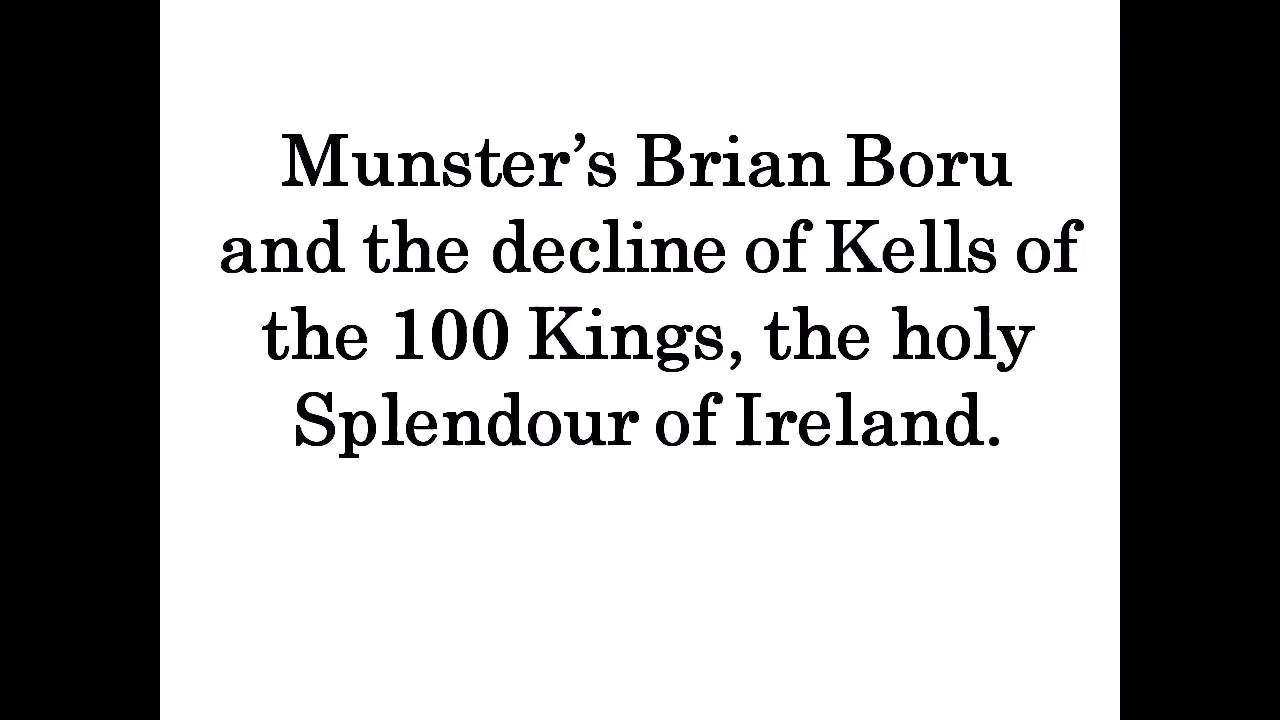 Munster’s Brian Boru
and the decline of Kells of
the 100 Kings, the holy
Splendour of Ireland.